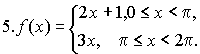 5. f(x) = { 2x + 1, 0 ≤ x < π,
3x, π ≤ x < 2π.